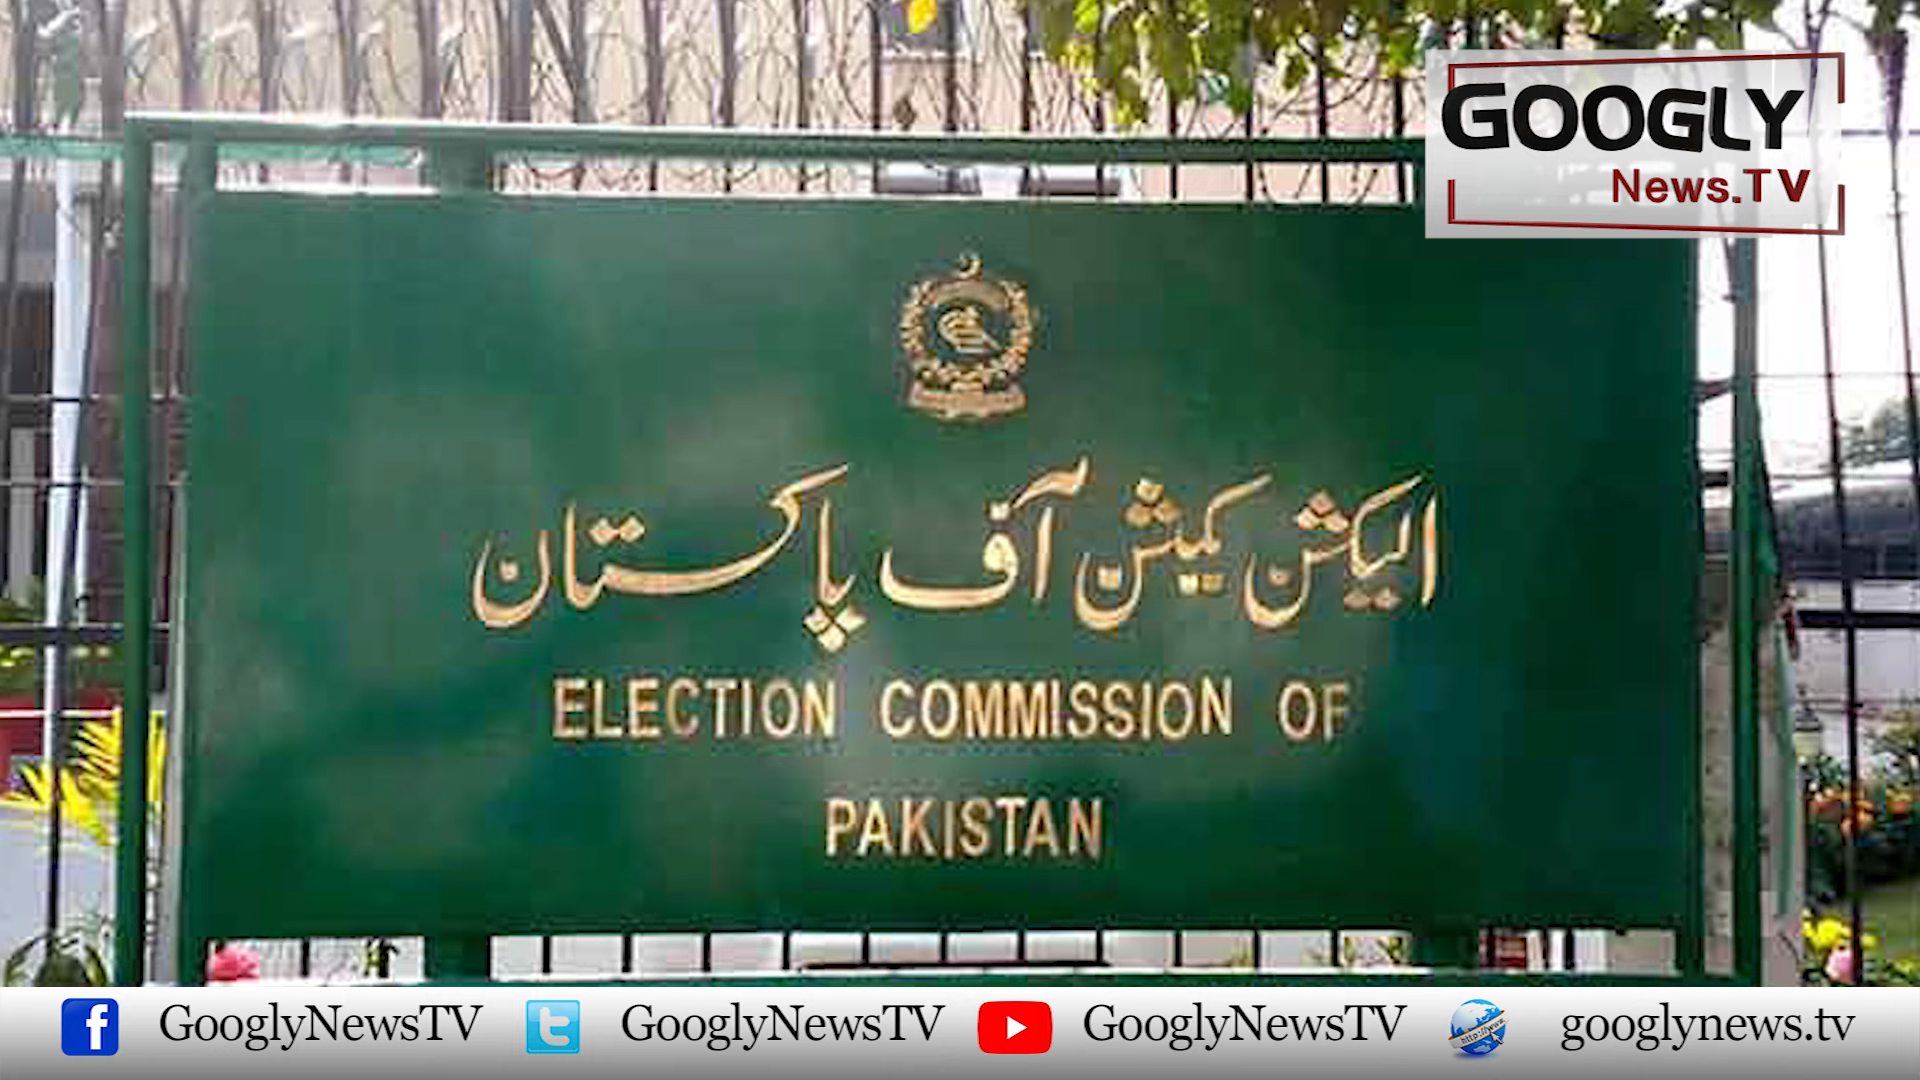 GOOGLY
News.TV
الیکشن کمیشن آف پاکستان
ELECTION COMMISSION OF
PAKISTAN
GooglyNewsTV GooglyNewsTV GooglyNewsTV googlynews.tv